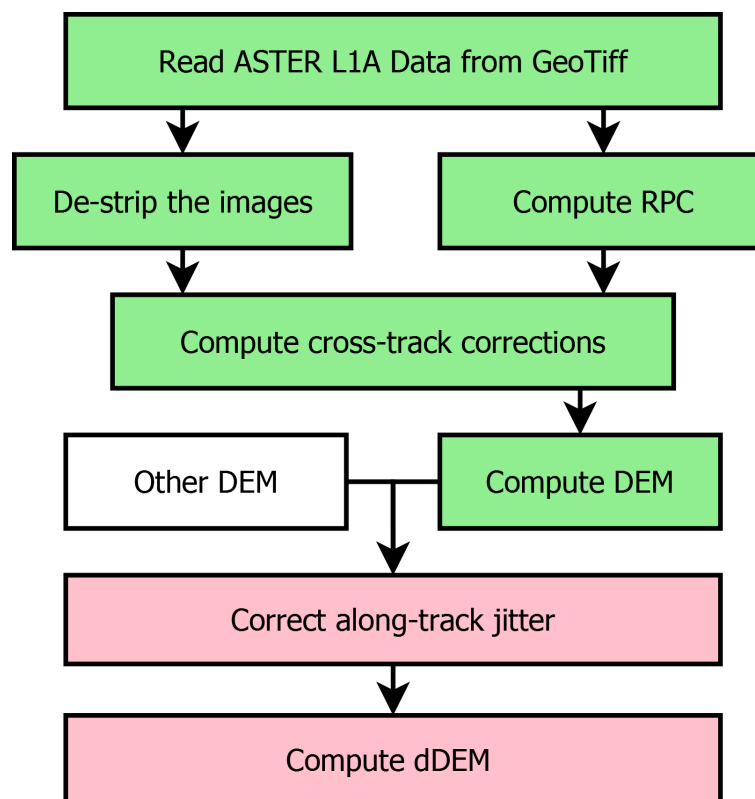 Read ASTER L1A Data from GeoTiff
De-strip the images
Compute RPC
Compute cross-track corrections
Other DEM
Compute DEM
Correct along-track jitter
Compute dDEM